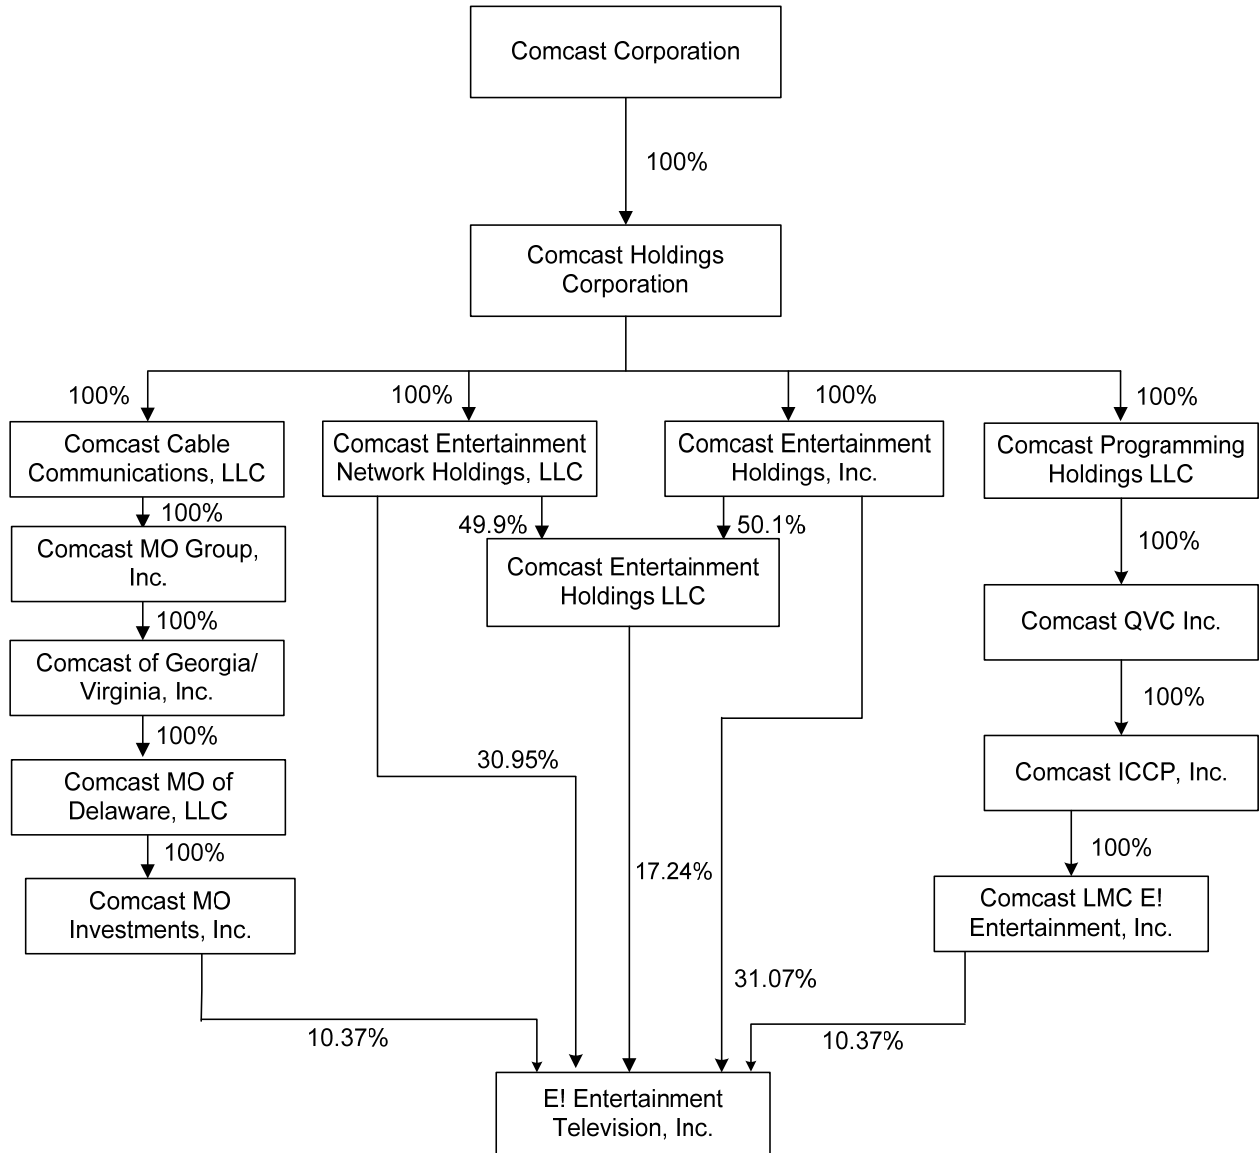 Comcast Corporation
100%
Comcast Holdings
Corporation
100%
100%
100%
100%
Comcast Cable
Communications, LLC
Comcast Entertainment
Network Holdings, LLC
Comcast Entertainment
Holdings, Inc.
Comcast Programming
Holdings LLC
100%
49.9%
50.1%
100%
Comcast MO Group,
Inc.
Comcast Entertainment
Holdings LLC
Comcast QVC Inc.
100%
Comcast of Georgia/
Virginia, Inc.
100%
100%
Comcast MO of
Delaware, LLC
30.95%
Comcast ICCP, Inc.
100%
17.24%
100%
Comcast MO
Investments, Inc.
Comcast LMC E!
Entertainment, Inc.
31.07%
10.37%
10.37%
E! Entertainment
Television, Inc.